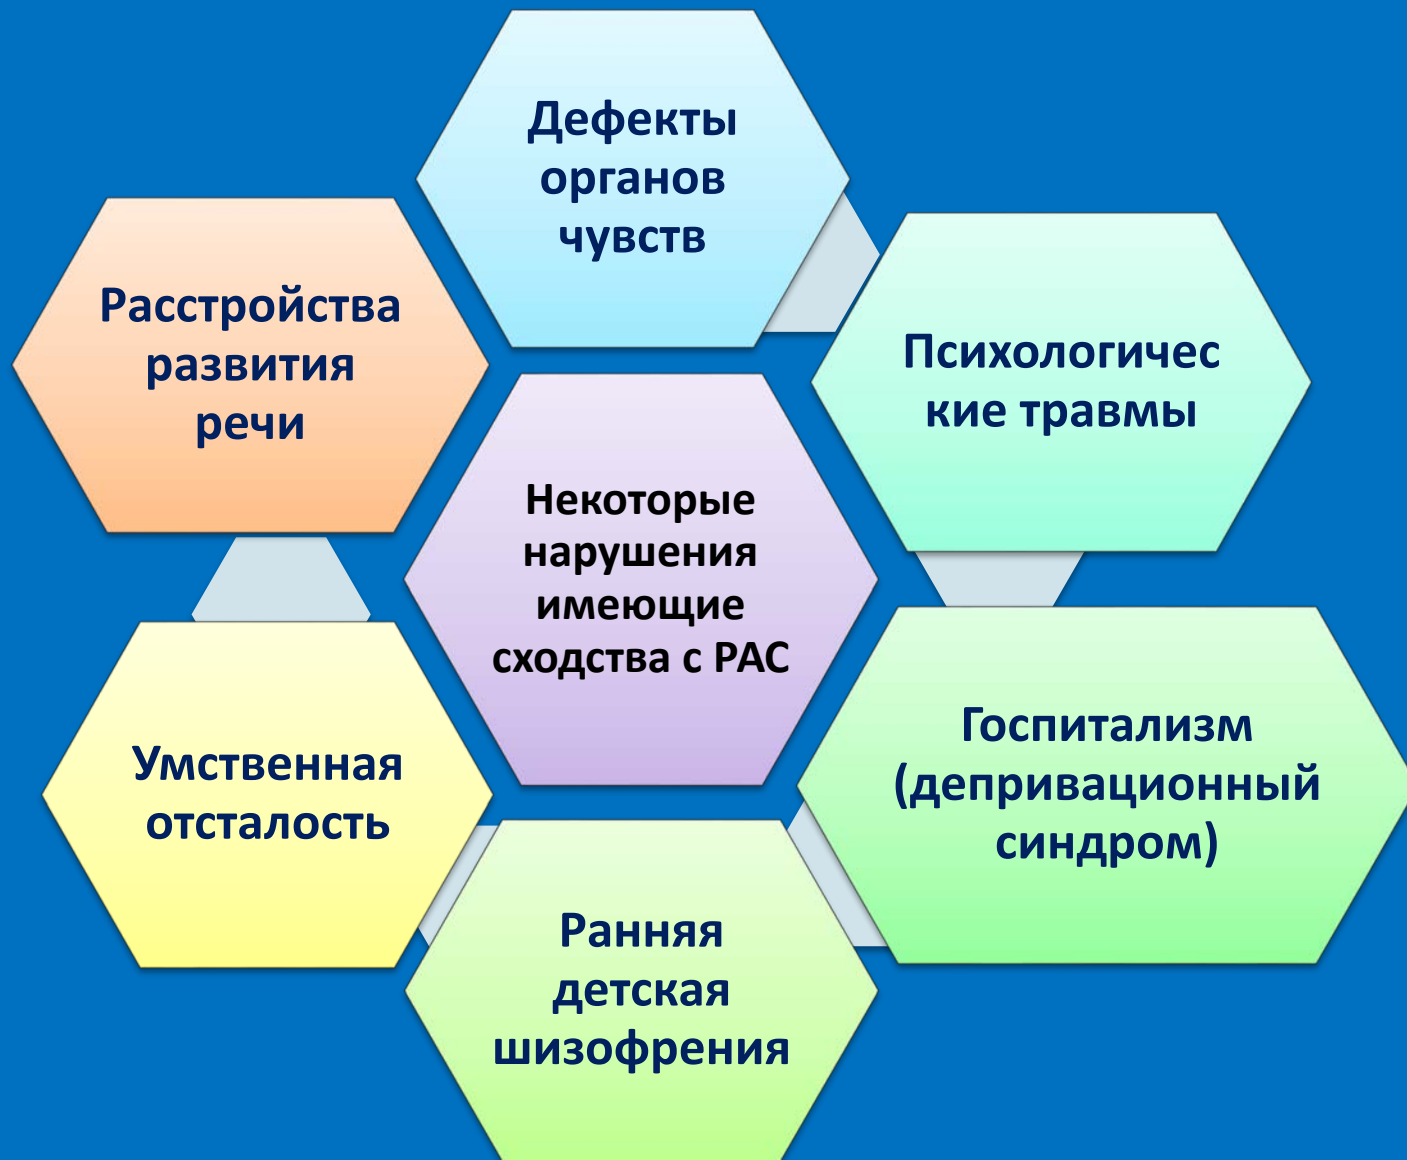 Дефекты
органов
чувств
Расстройства
развития
речи
Психологичес
кие травмы
Некоторые
нарушения
имеющие
сходства с РАС
Умственная
отсталость
Госпитализм
(депривационный
синдром)
Ранняя
детская
шизофрения